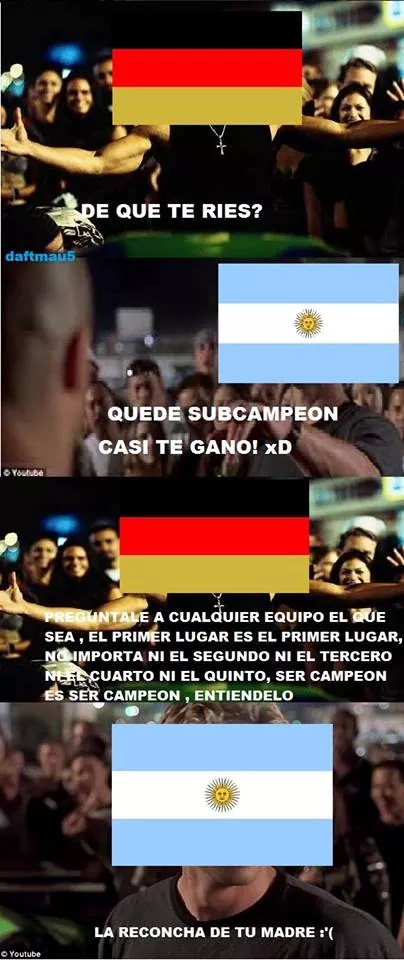 DE QUE TE RIES?
daftmau5
QUEDE SUBCAMPEON
CASI TE GANO! xD
© Youtube
PREGUNTALE A CUALQUIER EQUIPO EL QUE
SEA , EL PRIMER LUGAR ES EL PRIMER LUGAR,
NO IMPORTA NI EL SEGUNDO NI EL TERCERO
NI EL CUARTO NI EL QUINTO, SER CAMPEON
ES SER CAMPEON , ENTIENDELO
LA RECONCHA DE TU MADRE :'(
© Youtube